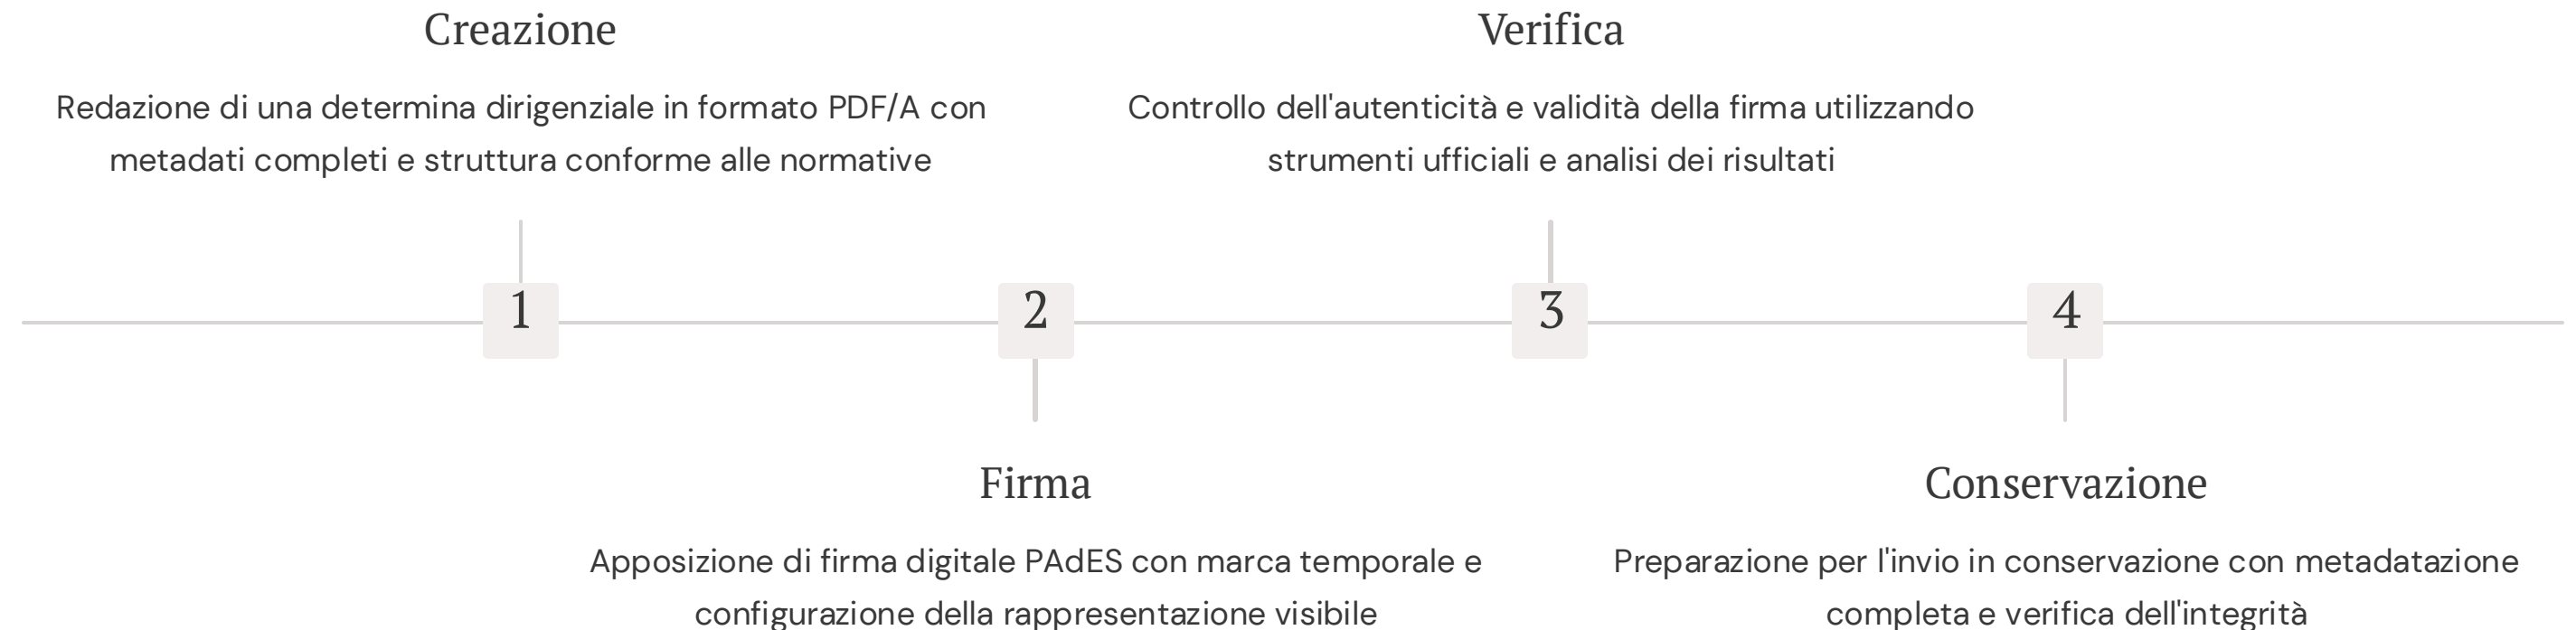 Creazione
Redazione di una determina dirigenziale in formato PDF/A con
metadati completi e struttura conforme alle normative
1
2
Firma
Apposizione di firma digitale PAdES con marca temporale e
configurazione della rappresentazione visibile
Verifica
Controllo dell'autenticità e validità della firma utilizzando
strumenti ufficiali e analisi dei risultati
3
4
Conservazione
Preparazione per l'invio in conservazione con metadatazione
completa e verifica dell'integrità